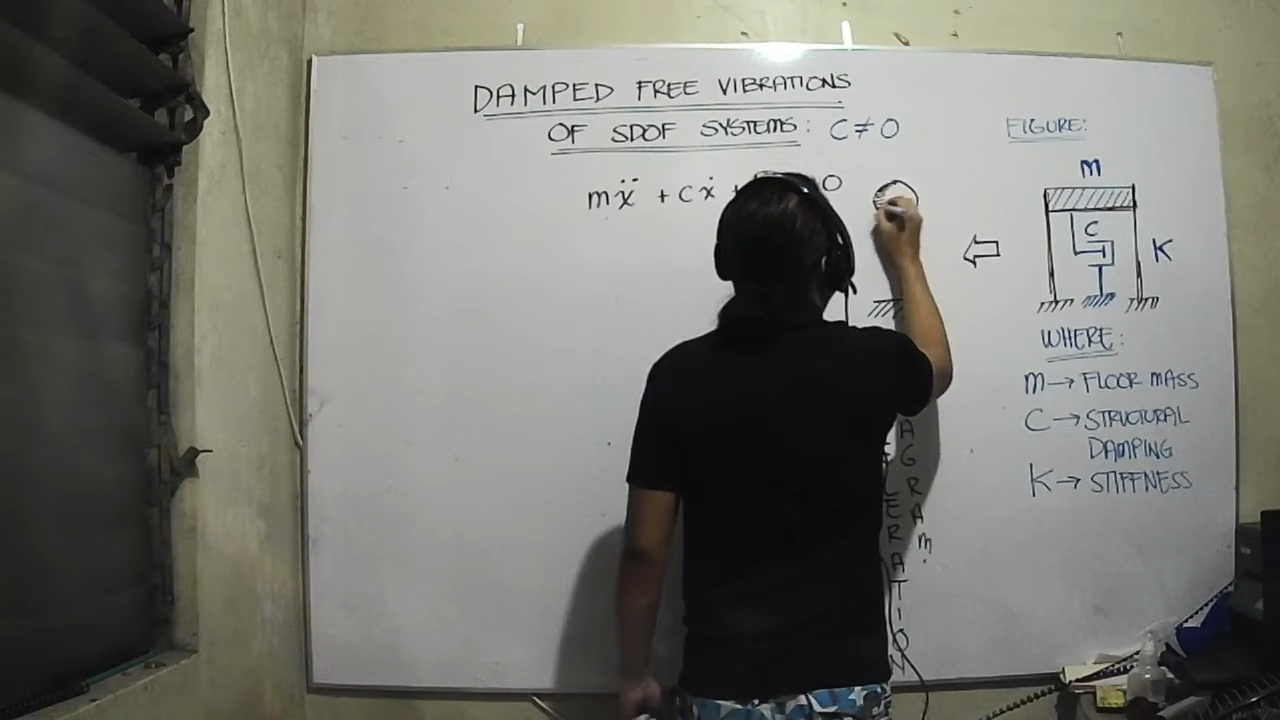 DAMPED FREE VIBRATIONS
OF SDOF SYSTEMS: C ≠ 0
mẍ + cẋ +
0
FIGURE:
m
C
K
WHERE:
m → FLOOR MASS
C → STRUCTURAL
DAMPING
K → STIFFNESS